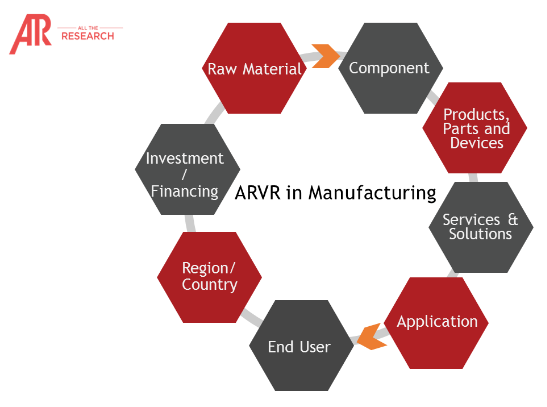 ATR
ALL THE
RESEARCH
Raw Material
Component
Products,
Parts and
Devices
Services &
Solutions
Application
End User
Region/
Country
Investment
/
Financing
ARVR in Manufacturing